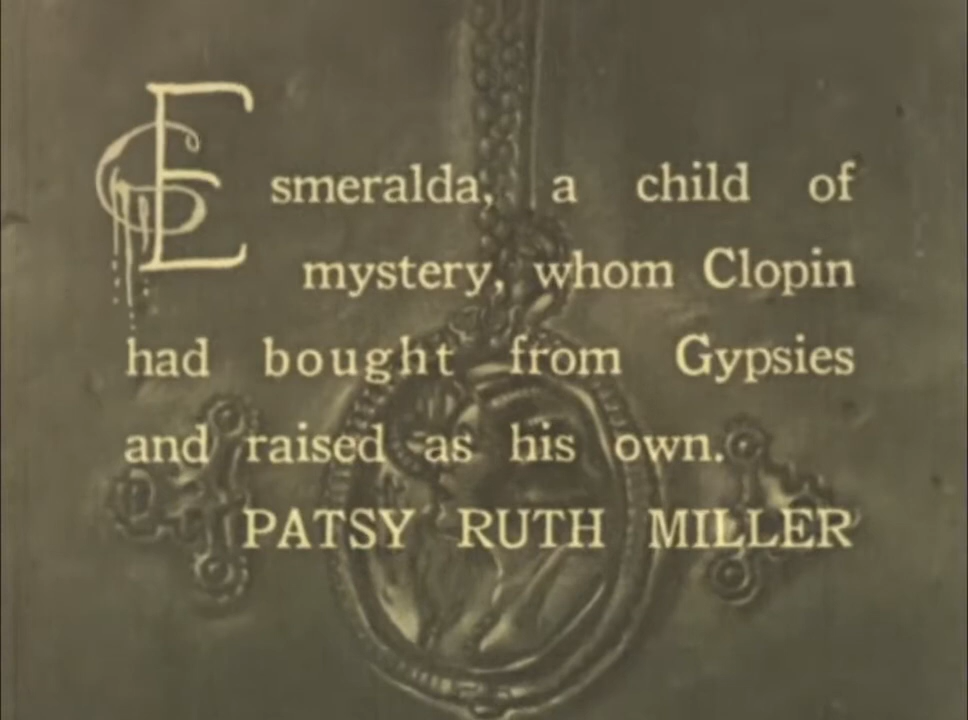 Esmeralda, a child of
mystery, whom Clopin
had bought from Gypsies
and raised as his own.
PATSY RUTH MILLER